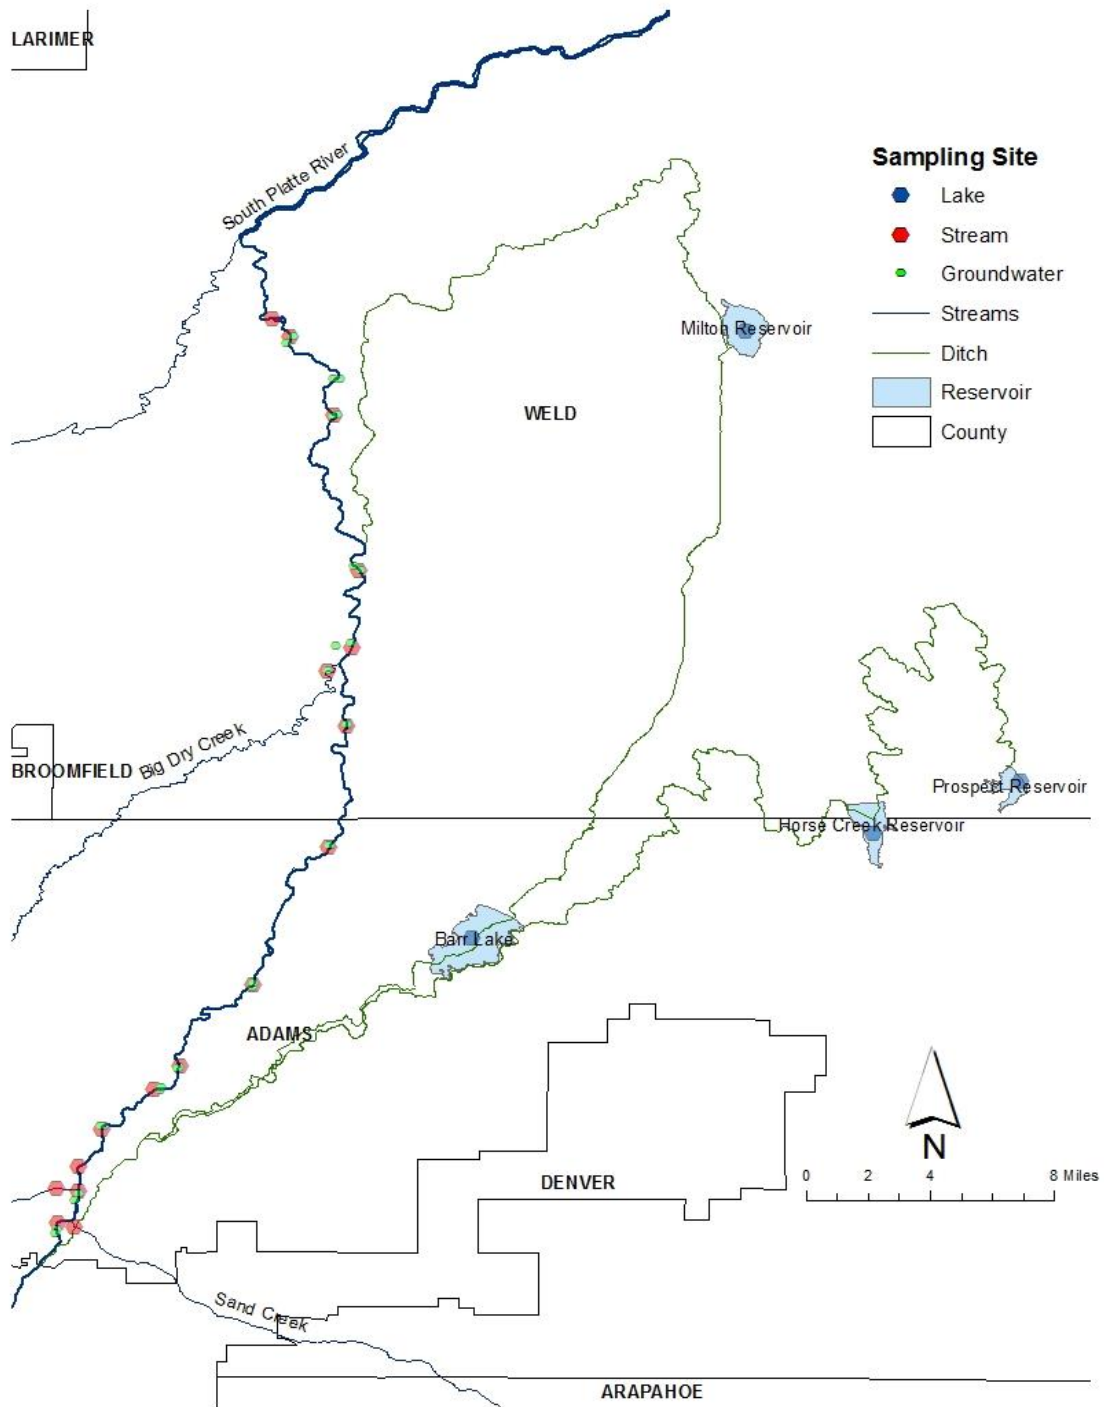 LARIMER
South Platte River
Sampling Site
Lake
Stream
Groundwater
Streams
Ditch
Reservoir
County
Milton Reservoir
WELD
Big Dry Creek
BROOMFIELD
Prospect Reservoir
Horse Creek Reservoir
Barr Lake
ADAMS
N
DENVER
0 2 4 8 Miles
Sand Creek
ARAPAHOE